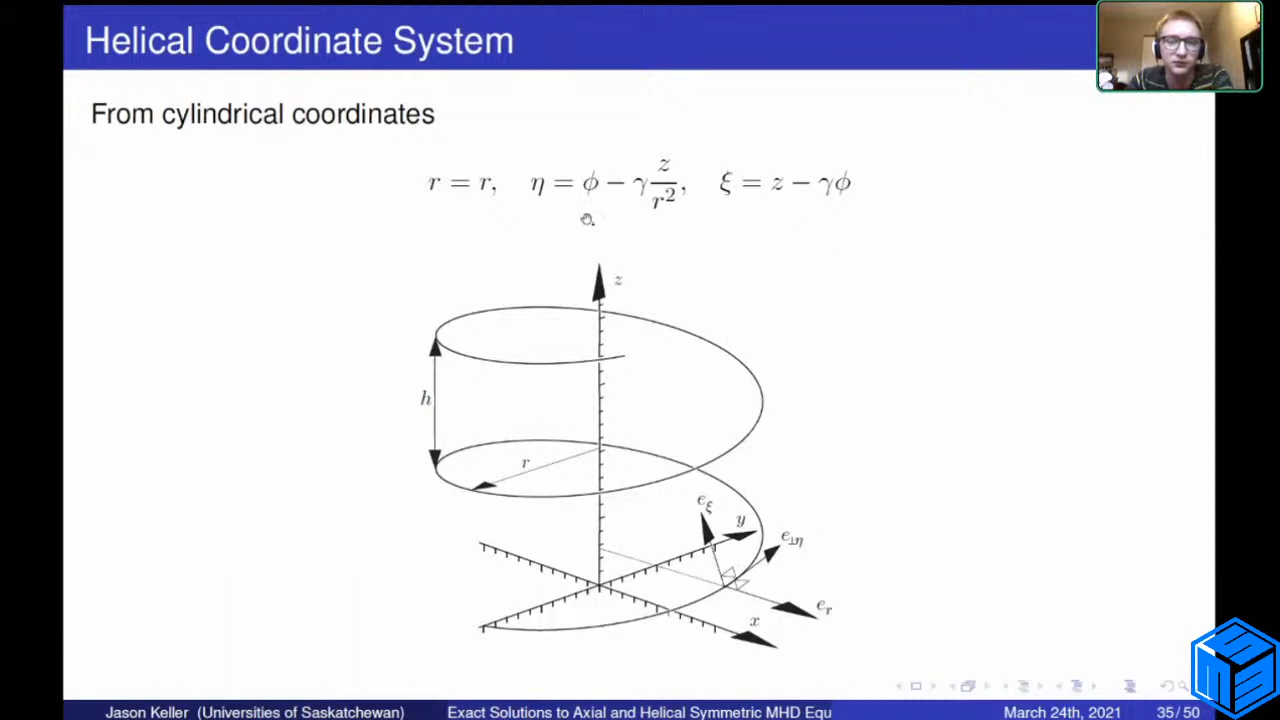 Helical Coordinate System
From cylindrical coordinates
r = r, η = ϕ − γ z/r², ξ = z − γϕ
z
h
r
e_ξ
y
e_⊥η
e_r
x
Jason Keller (Universities of Saskatchewan) Exact Solutions to Axial and Helical Symmetric MHD Equ March 24th, 2021 35 / 50